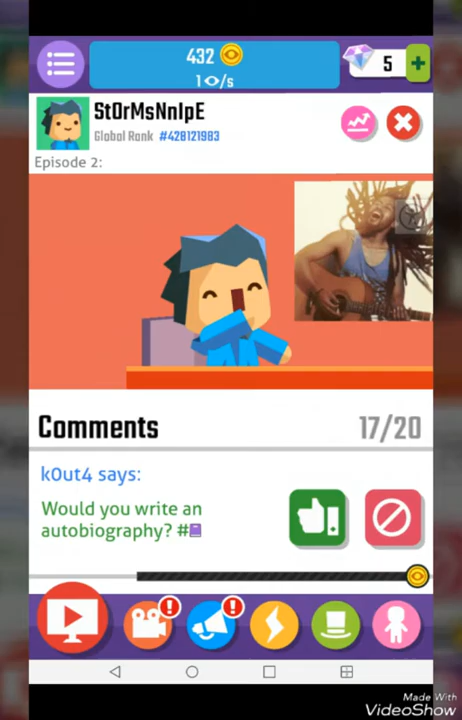 432
1/s
5
StOrMsNnIpE
Global Rank #428121983
Episode 2:
Comments 17/20
k0ut4 says:
Would you write an
autobiography? #
Made With
VideoShow